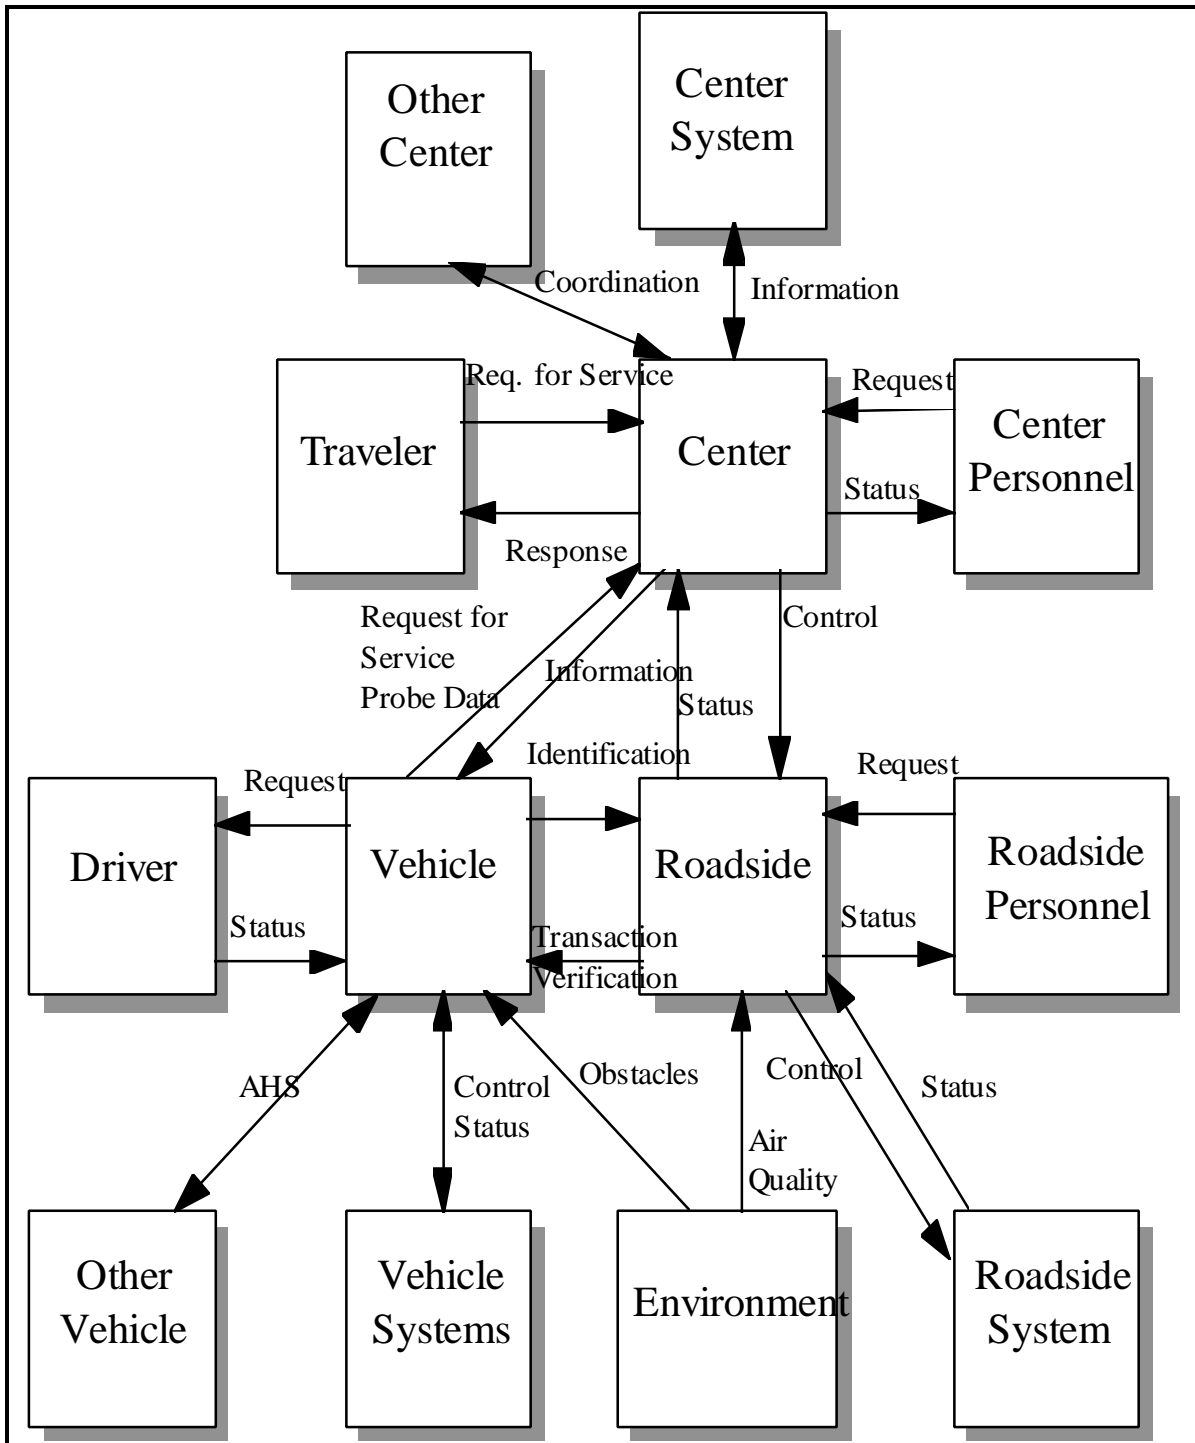 Other
Center
Center
System
Coordination
Information
Req. for Service
Request
Traveler
Center
Center
Personnel
Status
Response
Request for
Service
Probe Data
Control
Information
Status
Identification
Request
Request
Driver
Vehicle
Roadside
Roadside
Personnel
Status
Transaction
Verification
Status
AHS
Control
Status
Obstacles
Air
Quality
Control
Status
Other
Vehicle
Vehicle
Systems
Environment
Roadside
System